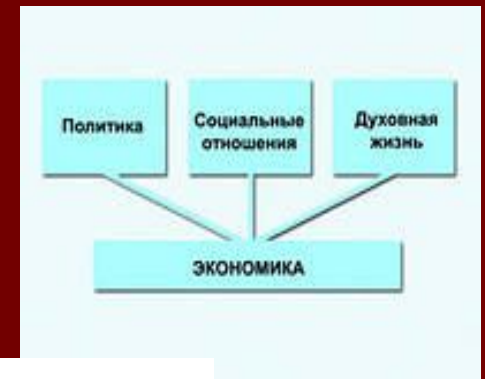 Политика
Социальные
отношения
Духовная
жизнь
ЭКОНОМИКА